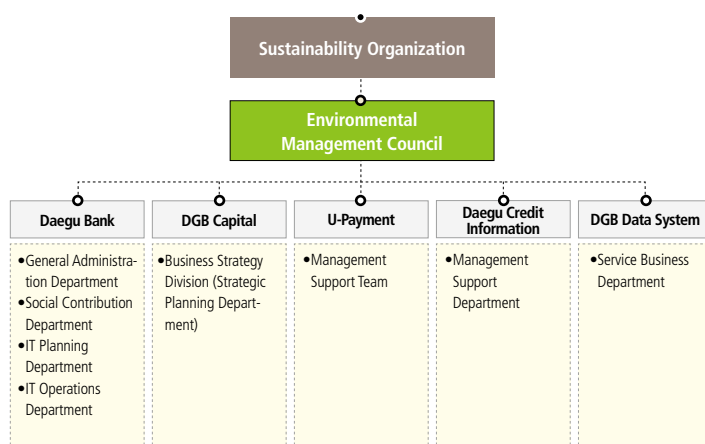 Sustainability Organization
Environmental
Management Council
Daegu Bank
●General Administra-
tion Department
●Social Contribution
Department
●IT Planning
Department
●IT Operations
Department
DGB Capital
●Business Strategy
Division (Strategic
Planning Depart-
ment)
U-Payment
●Management
Support Team
Daegu Credit
Information
●Management
Support
Department
DGB Data System
●Service Business
Department